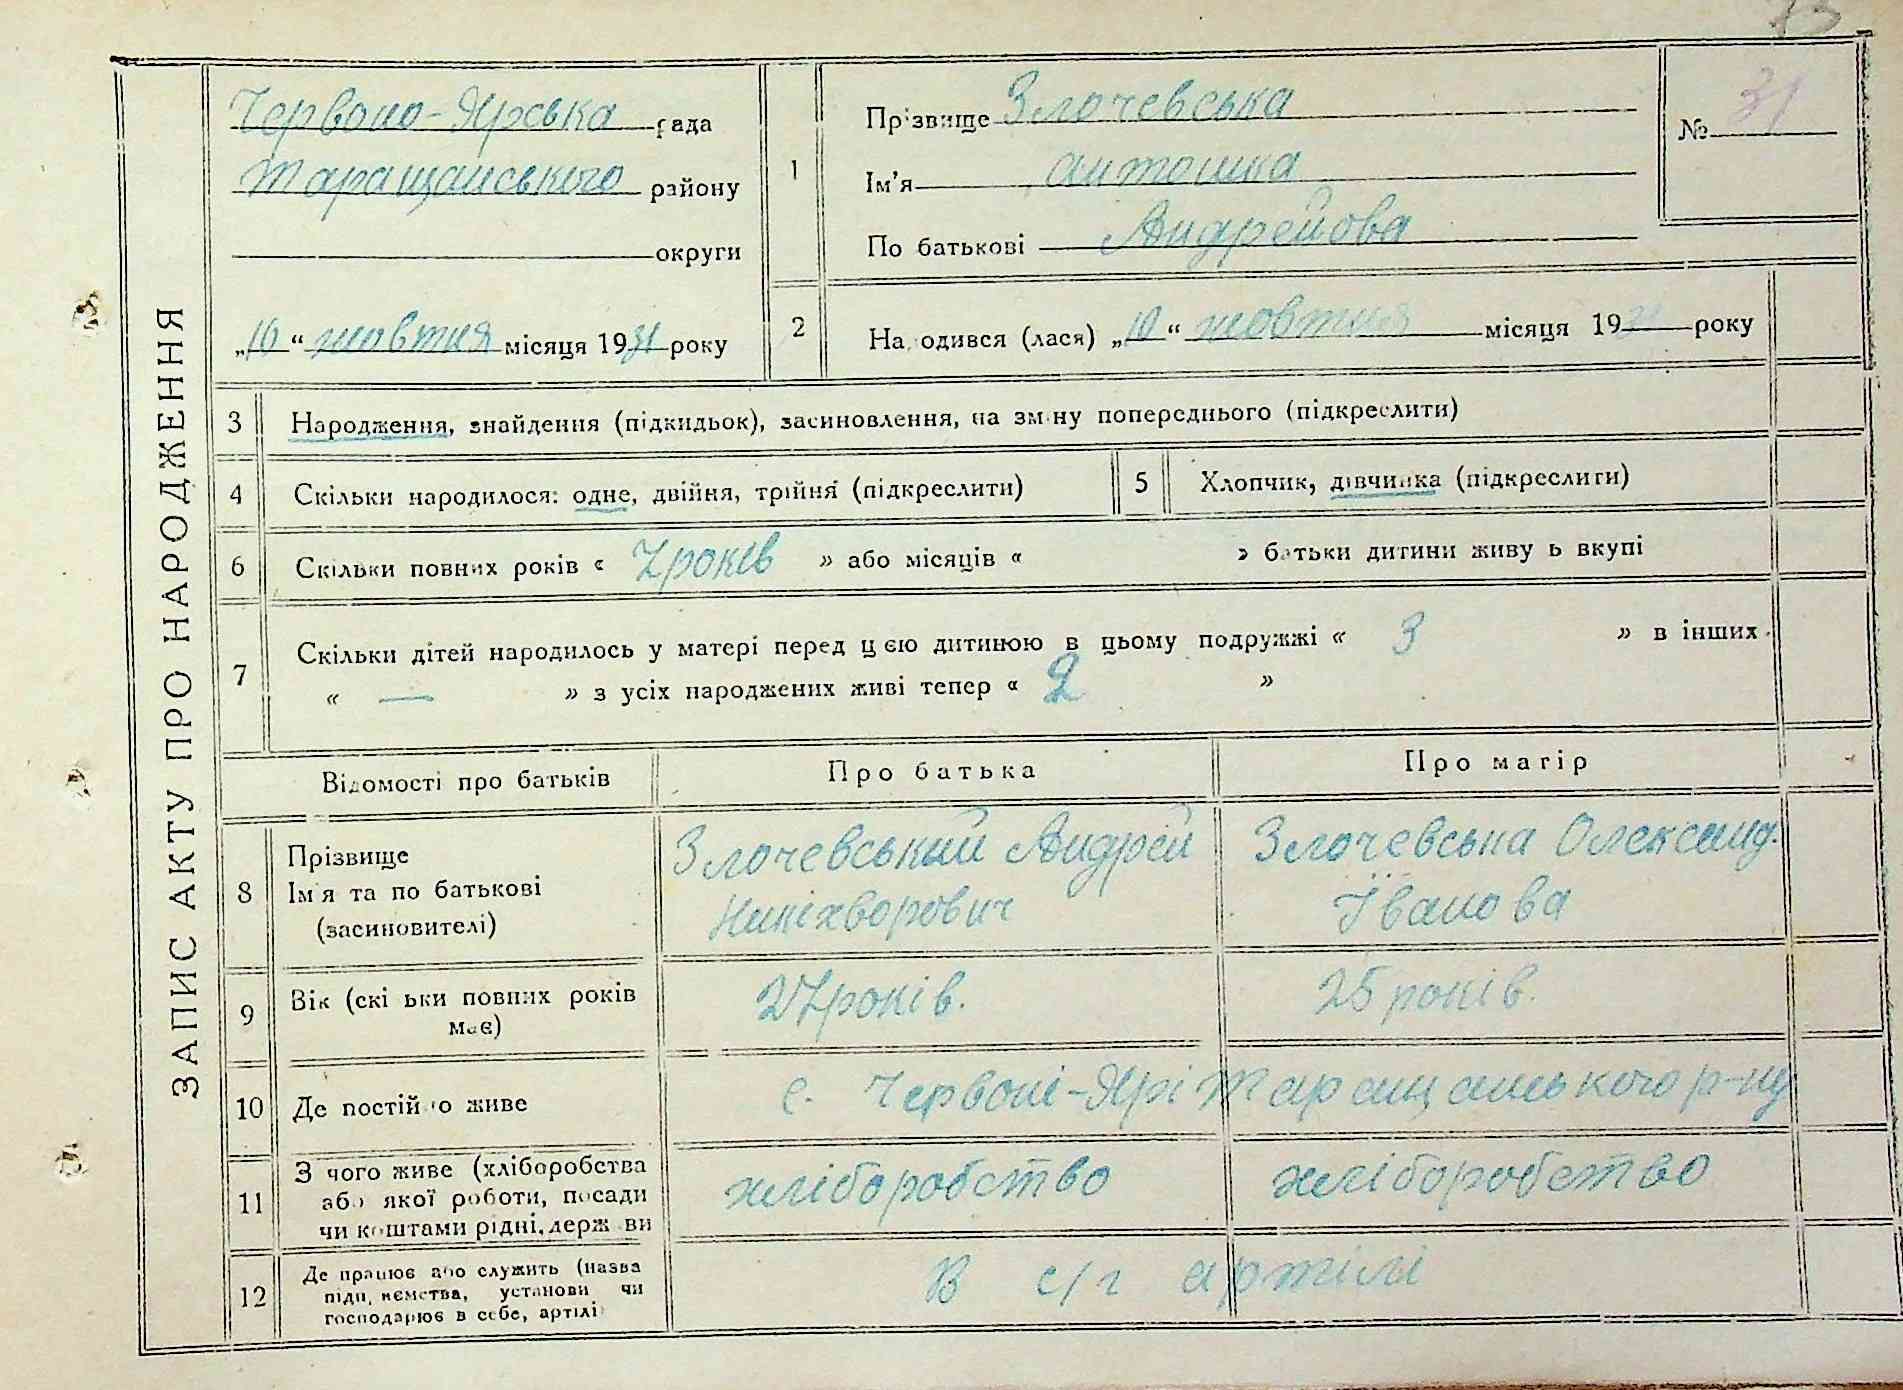 73
ЗАПИС АКТУ ПРО НАРОДЖЕННЯ
Червоно-Ярська рада
Таращанського району
округи
„10“ жовтня місяця 1931 року
1
Прізвище Злочевська
Ім'я антошка
По батькові Андрейова
№ 31
2
Народився (лася) „10“ жовтня місяця 1931 року
3 Народження, знайдення (підкидьок), засиновлення, на зміну попереднього (підкреслити)
4 Скільки народилося: одне, двійня, трійня (підкреслити)
5 Хлопчик, дівчинка (підкреслити)
6 Скільки повних років « 7 років » або місяців « » батьки дитини живуть вкупі
7 Скільки дітей народилось у матері перед цією дитиною в цьому подружжі « 3 » в інших
« — » з усіх народжених живі тепер « 2 »
Відомості про батьків
Про батька
Про матір
8
Прізвище
Ім'я та по батькові
(засиновителі)
Злочевський Андрей
Никіхворович
Злочевська Олександ.
Іванова
9
Вік (скільки повних років
має)
27 років.
25 років.
10 Де постійно живе
с. Червоні-Ярі Таращанського р-ну
11
З чого живе (хліборобства
або якої роботи, посади
чи коштами рідні, держави
хліборобство
хліборобство
12
Де працює або служить (назва
підприємства, установи чи
господарює в себе, артілі)
В с/г артілі